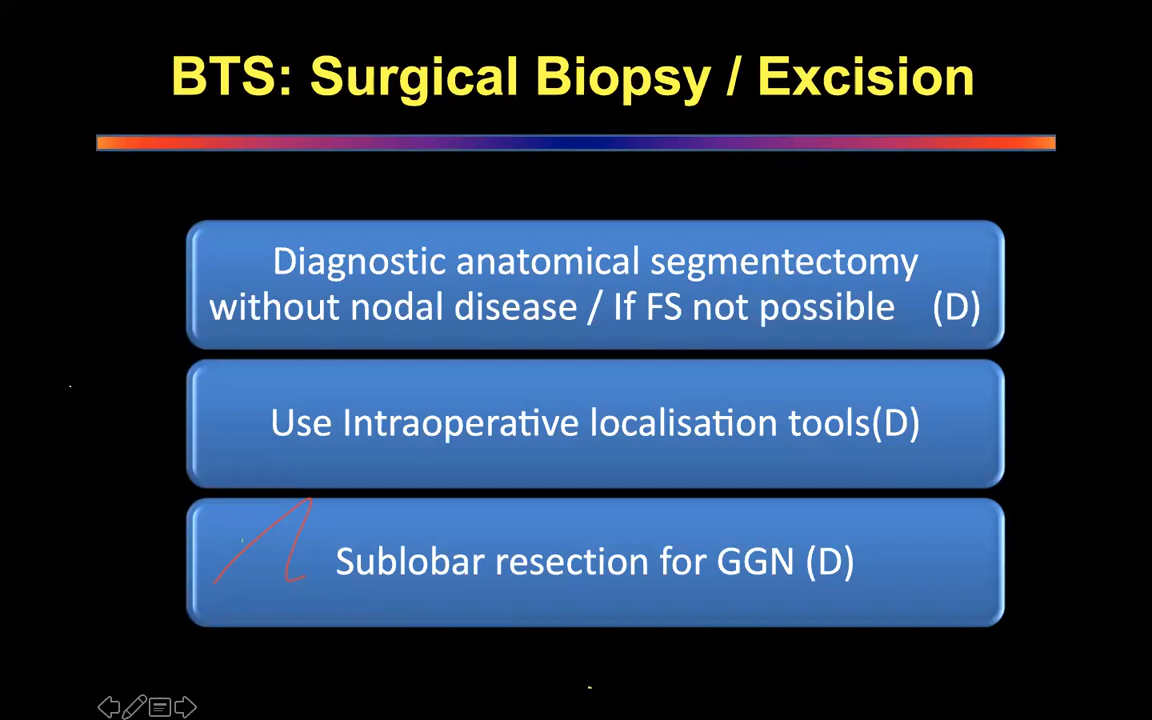 BTS: Surgical Biopsy / Excision
Diagnostic anatomical segmentectomy
without nodal disease / If FS not possible (D)
Use Intraoperative localisation tools(D)
Sublobar resection for GGN (D)